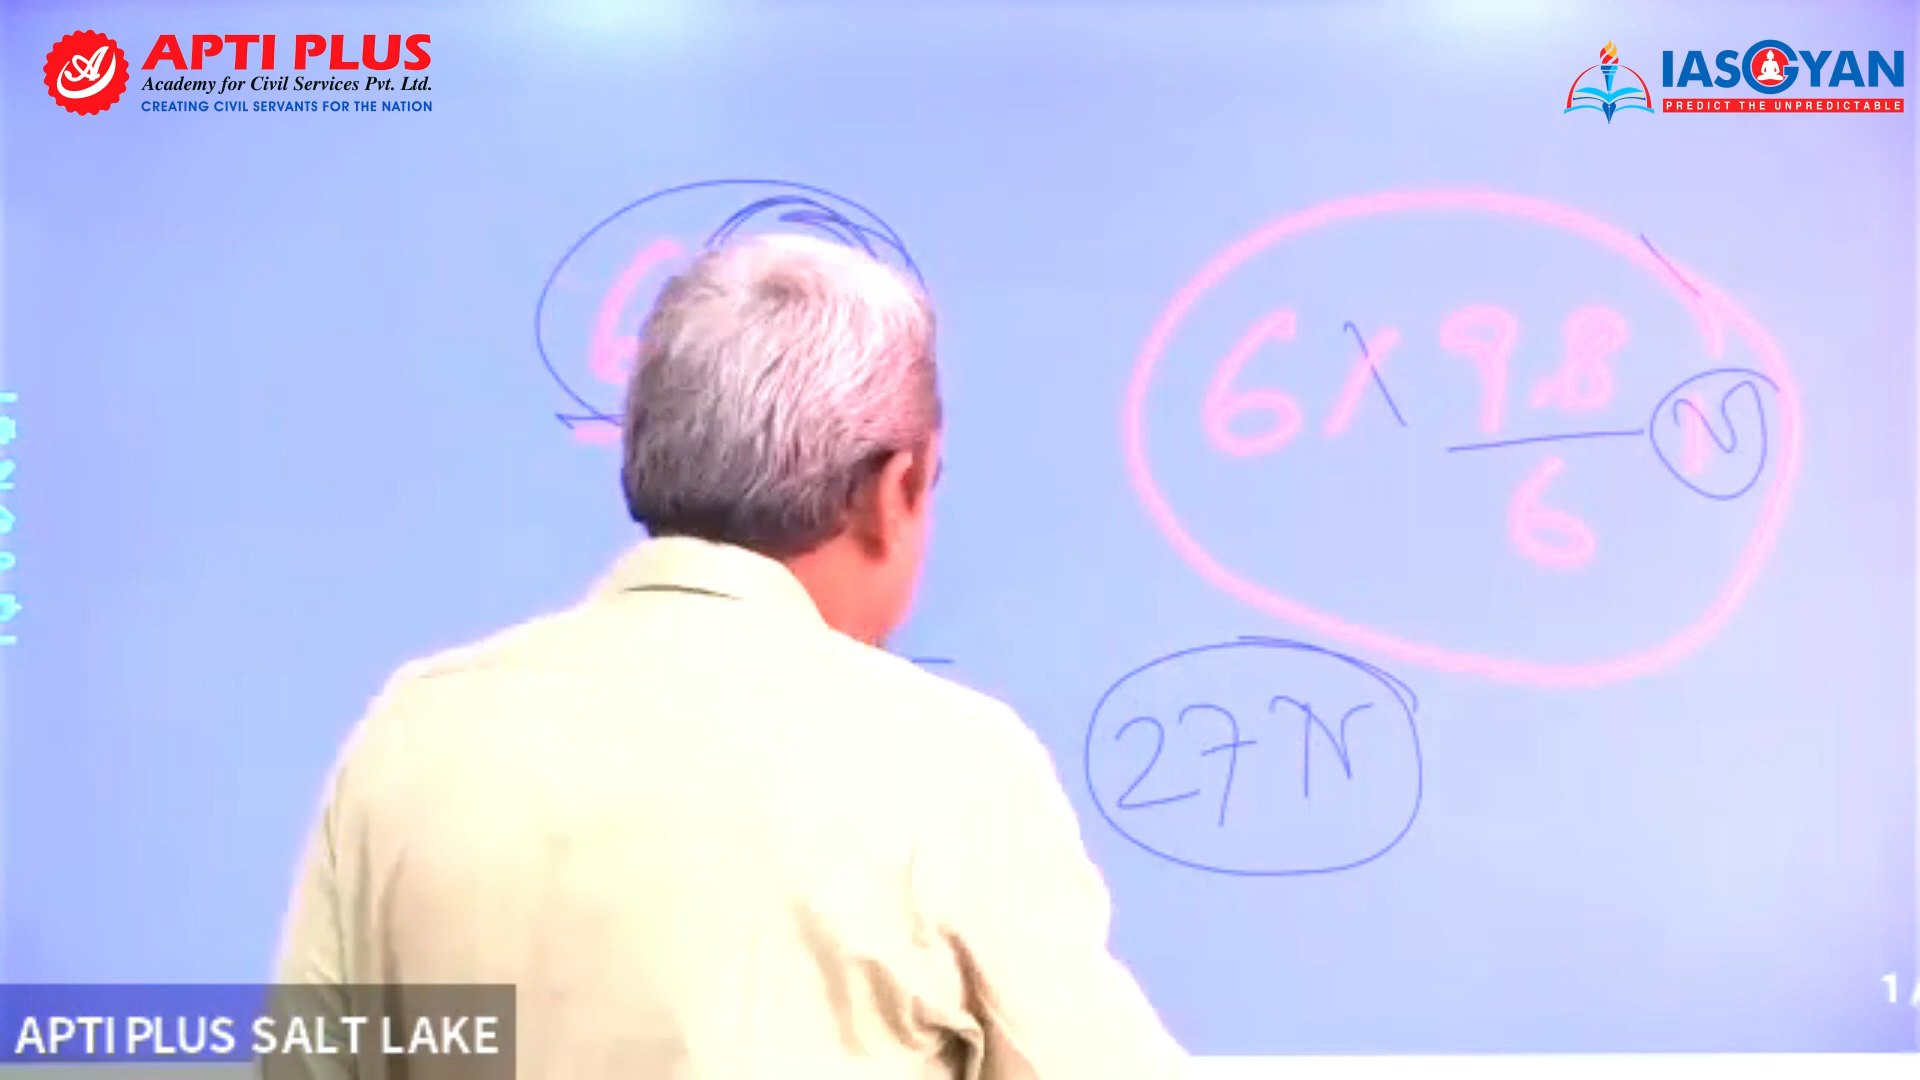 APTI PLUS
Academy for Civil Services Pvt. Ltd.
CREATING CIVIL SERVANTS FOR THE NATION
IASGYAN
PREDICT THE UNPREDICTABLE
6 × 9.8 N
6
27 N
1/
APTI PLUS SALT LAKE